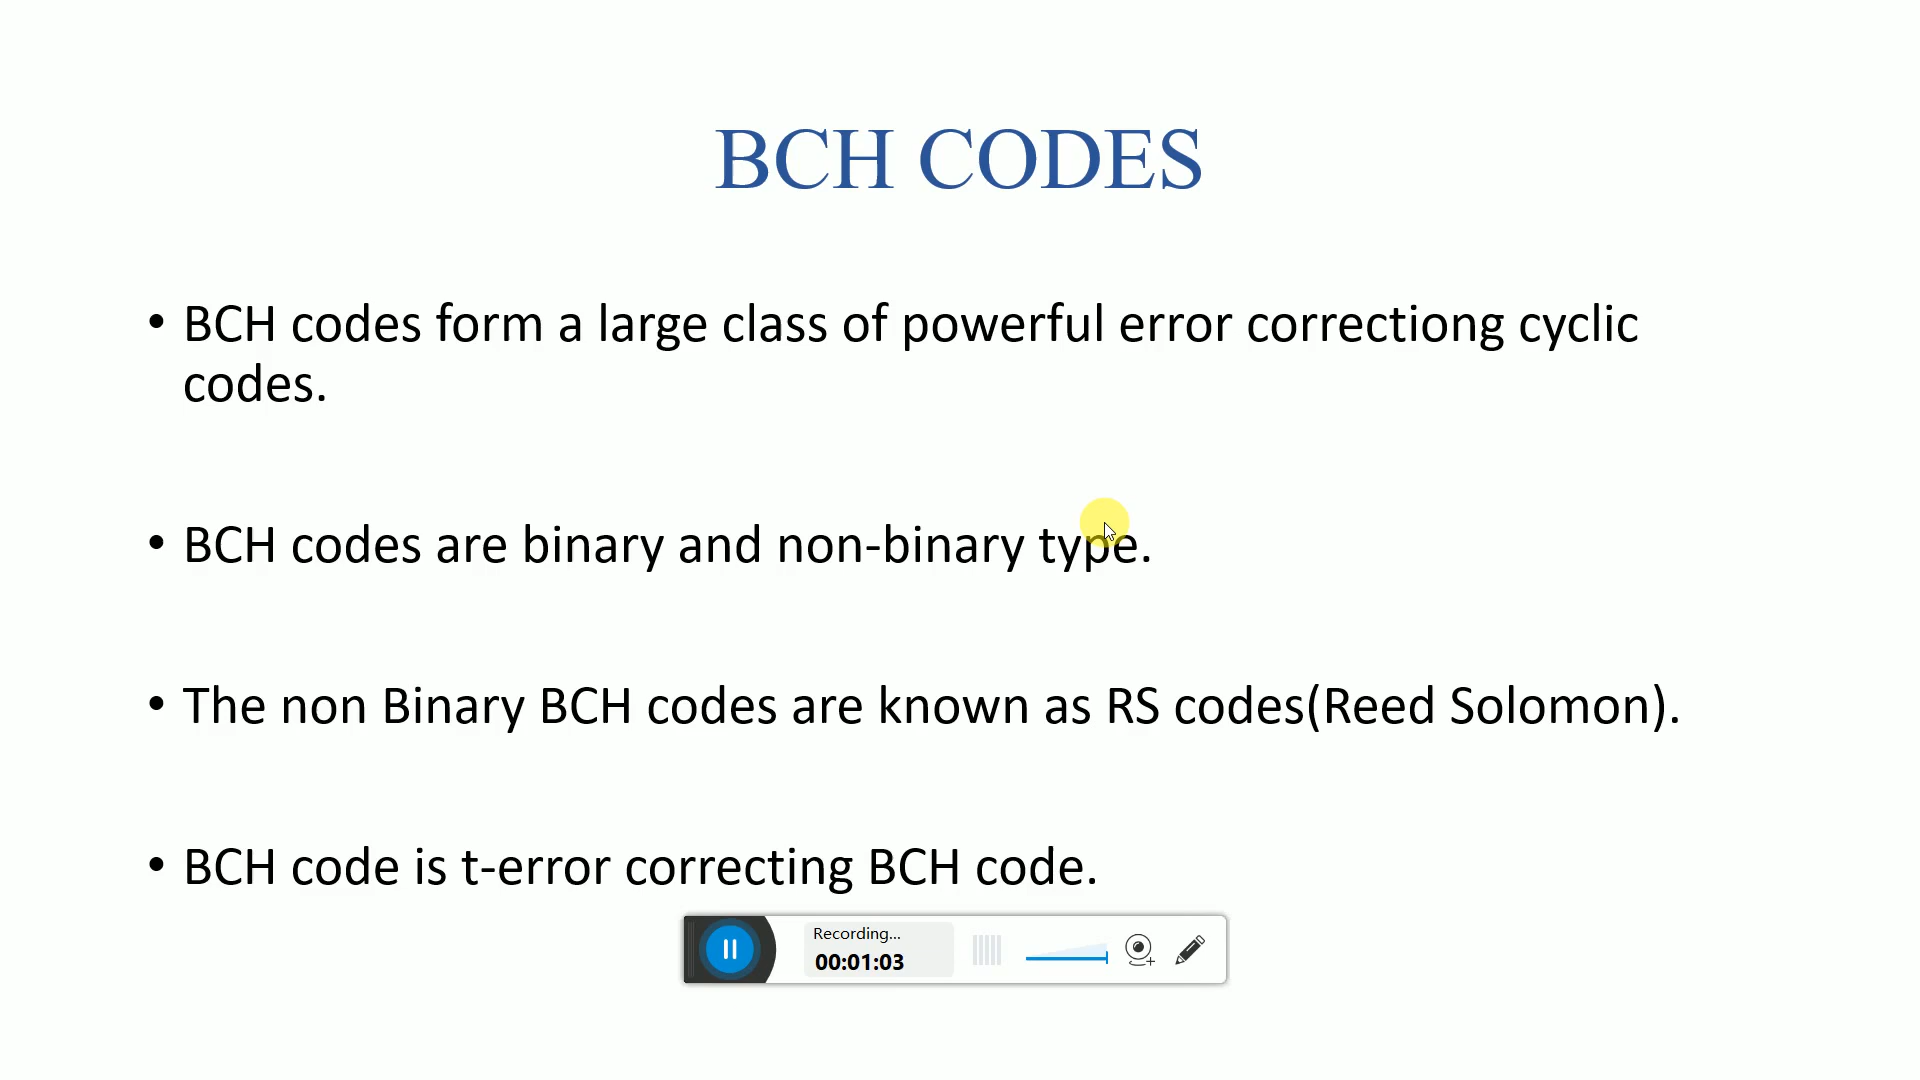 BCH CODES
• BCH codes form a large class of powerful error correctiong cyclic
codes.
• BCH codes are binary and non-binary type.
• The non Binary BCH codes are known as RS codes(Reed Solomon).
• BCH code is t-error correcting BCH code.
Recording...
00:01:03